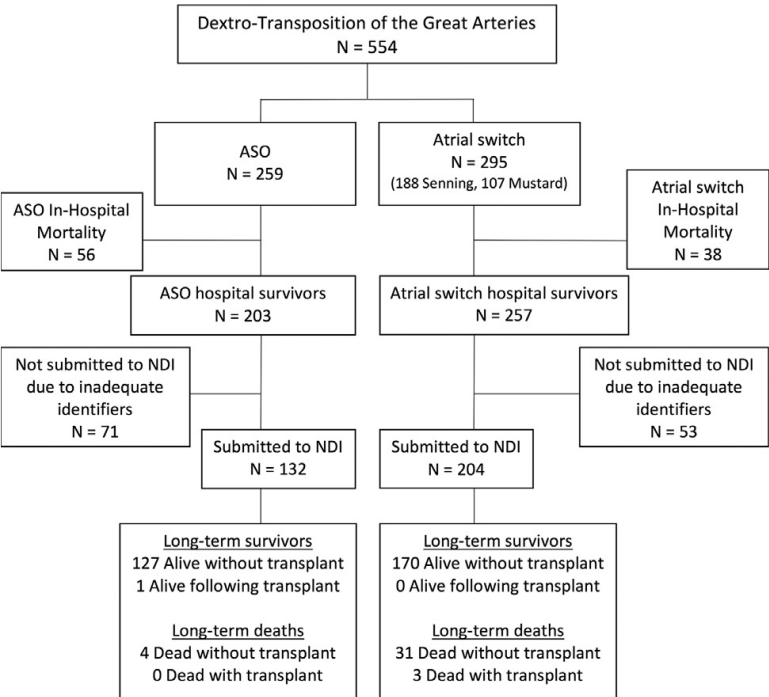 Dextro-Transposition of the Great Arteries
N = 554
ASO
N = 259
Atrial switch
N = 295
(188 Senning, 107 Mustard)
ASO In-Hospital
Mortality
N = 56
Atrial switch
In-Hospital
Mortality
N = 38
ASO hospital survivors
N = 203
Atrial switch hospital survivors
N = 257
Not submitted to NDI
due to inadequate
identifiers
N = 71
Not submitted to NDI
due to inadequate
identifiers
N = 53
Submitted to NDI
N = 132
Submitted to NDI
N = 204
Long-term survivors
127 Alive without transplant
1 Alive following transplant
Long-term deaths
4 Dead without transplant
0 Dead with transplant
Long-term survivors
170 Alive without transplant
0 Alive following transplant
Long-term deaths
31 Dead without transplant
3 Dead with transplant